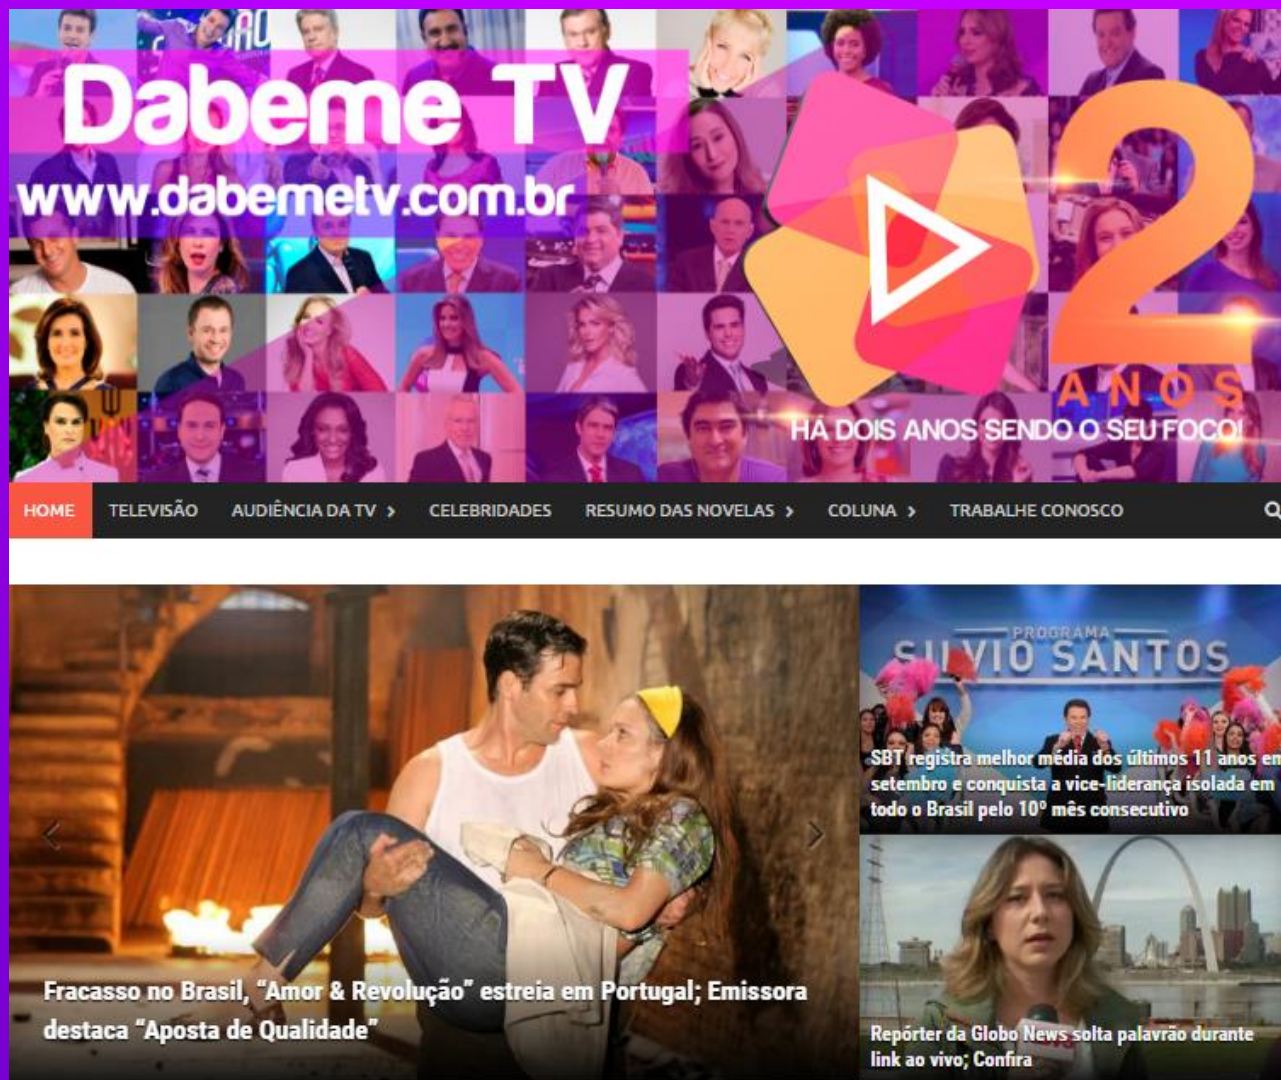 Dabeme TV
www.dabemetv.com.br
2
ANOS
HÁ DOIS ANOS SENDO O SEU FOCO!
HOME TELEVISÃO AUDIÊNCIA DA TV CELEBRIDADES RESUMO DAS NOVELAS COLUNA TRABALHE CONOSCO
PROGRAMA
SILVIO SANTOS
SBT registra melhor média dos últimos 11 anos em
setembro e conquista a vice-liderança isolada em
todo o Brasil pelo 10º mês consecutivo
Fracasso no Brasil, “Amor & Revolução” estreia em Portugal; Emissora
destaca “Aposta de Qualidade”
Repórter da Globo News solta palavrão durante
link ao vivo; Confira